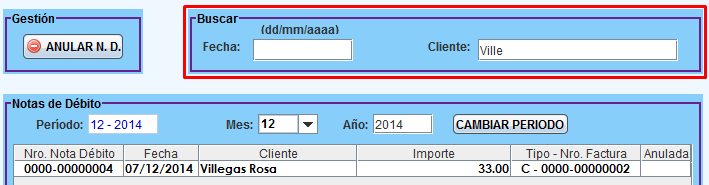 Gestión
ANULAR N. D.
Buscar
(dd/mm/aaaa)
Fecha:
Cliente: Ville
Notas de Débito
Período: 12 - 2014 Mes: 12 Año: 2014 CAMBIAR PERIODO
Nro. Nota Débito Fecha Cliente Importe Tipo - Nro. Factura Anulada
0000-00000004 07/12/2014 Villegas Rosa 33.00 C - 0000-00000002